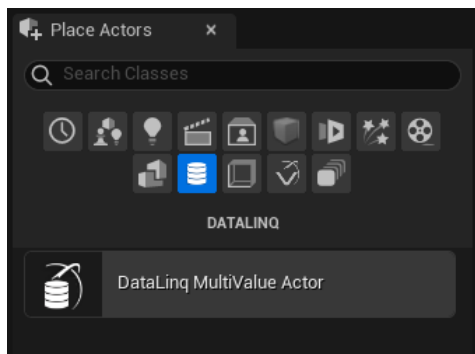 Place Actors
Search Classes
DATALINQ
DataLinq MultiValue Actor